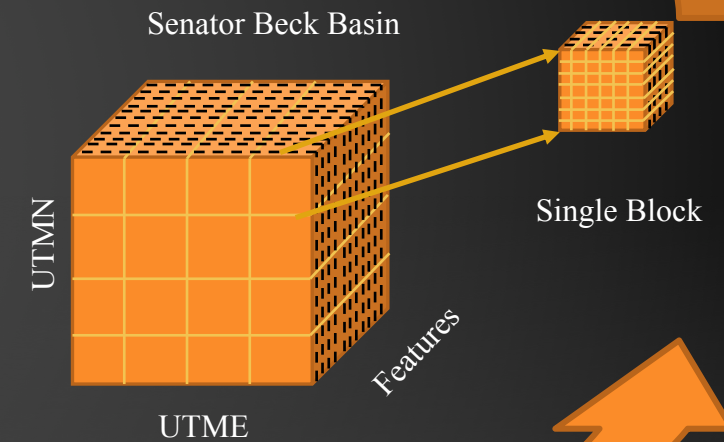 Senator Beck Basin
Single Block
UTMN
Features
UTME